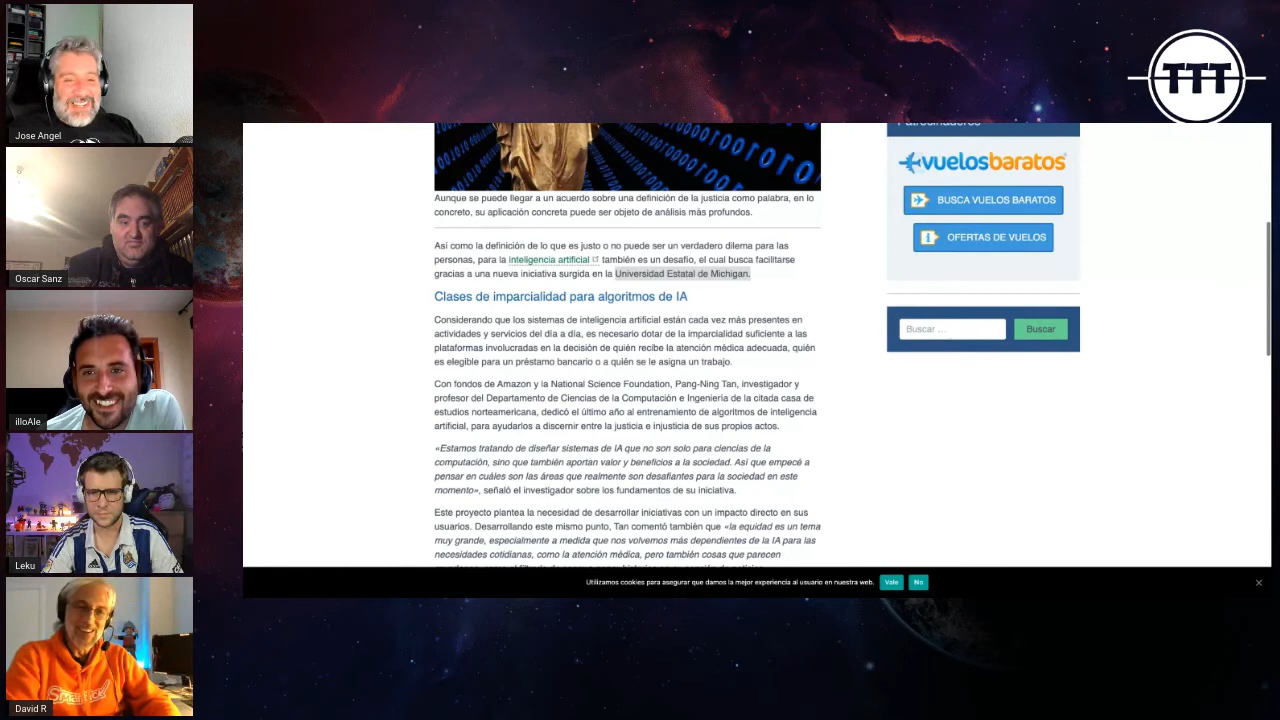 Jose Angel
Oscar Sanz
illoAle
Leku
David R
TTT
Patrocinadores
vuelosbaratos
BUSCA VUELOS BARATOS
OFERTAS DE VUELOS
Buscar ...
Buscar
Aunque se puede llegar a un acuerdo sobre una definición de la justicia como palabra, en lo
concreto, su aplicación concreta puede ser objeto de análisis más profundos.
Así como la definición de lo que es justo o no puede ser un verdadero dilema para las
personas, para la inteligencia artificial también es un desafío, el cual busca facilitarse
gracias a una nueva iniciativa surgida en la Universidad Estatal de Michigan.
Clases de imparcialidad para algoritmos de IA
Considerando que los sistemas de inteligencia artificial están cada vez más presentes en
actividades y servicios del día a día, es necesario dotar de la imparcialidad suficiente a las
plataformas involucradas en la decisión de quién recibe la atención médica adecuada, quién
es elegible para un préstamo bancario o a quién se le asigna un trabajo.
Con fondos de Amazon y la National Science Foundation, Pang-Ning Tan, investigador y
profesor del Departamento de Ciencias de la Computación e Ingeniería de la citada casa de
estudios norteamericana, dedicó el último año al entrenamiento de algoritmos de inteligencia
artificial, para ayudarlos a discernir entre la justicia e injusticia de sus propios actos.
«Estamos tratando de diseñar sistemas de IA que no son solo para ciencias de la
computación, sino que también aportan valor y beneficios a la sociedad. Así que empecé a
pensar en cuáles son las áreas que realmente son desafiantes para la sociedad en este
momento», señaló el investigador sobre los fundamentos de su iniciativa.
Este proyecto plantea la necesidad de desarrollar iniciativas con un impacto directo en sus
usuarios. Desarrollando este mismo punto, Tan comentó también que «la equidad es un tema
muy grande, especialmente a medida que nos volvemos más dependientes de la IA para las
necesidades cotidianas, como la atención médica, pero también cosas que parecen
Utilizamos cookies para asegurar que damos la mejor experiencia al usuario en nuestra web.
Vale
No